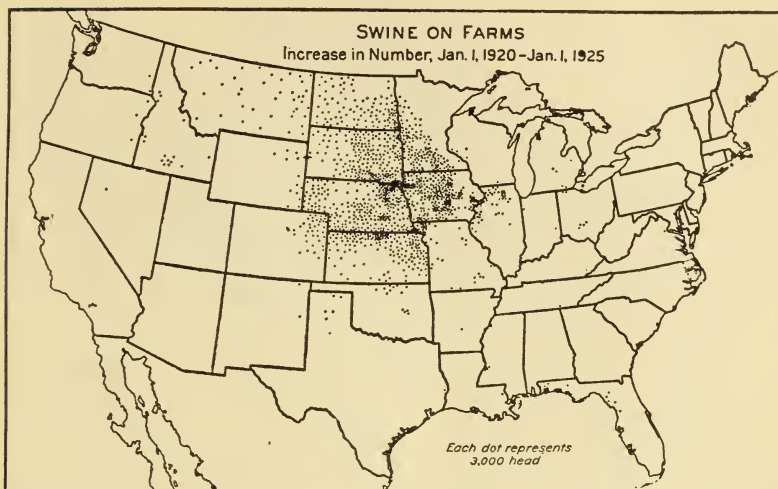 SWINE ON FARMS
Increase in Number, Jan. 1, 1920-Jan. 1, 1925
Each dot represents
3,000 head